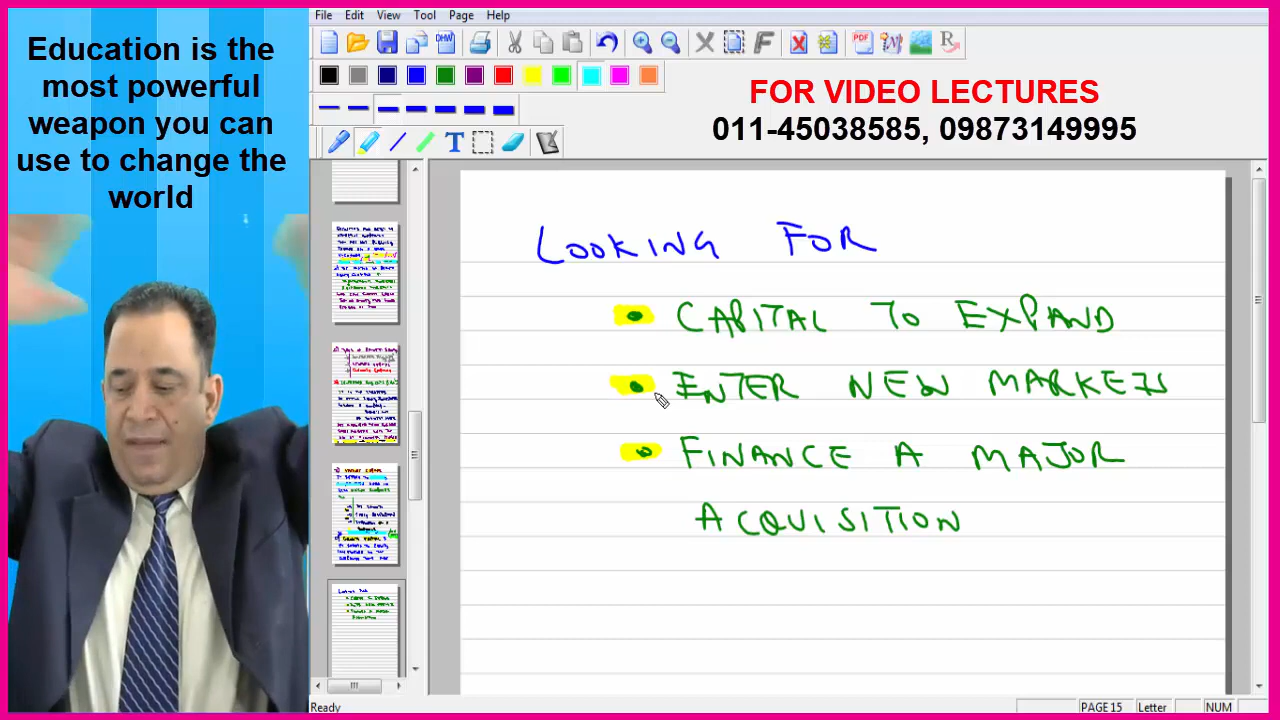 Education is the
most powerful
weapon you can
use to change the
world
File Edit View Tool Page Help
DHW PDF
FOR VIDEO LECTURES
011-45038585, 09873149995
LOOKING FOR
• CAPITAL TO EXPAND
• ENTER NEW MARKETS
• FINANCE A MAJOR
ACQUISITION
Ready PAGE 15 Letter NUM